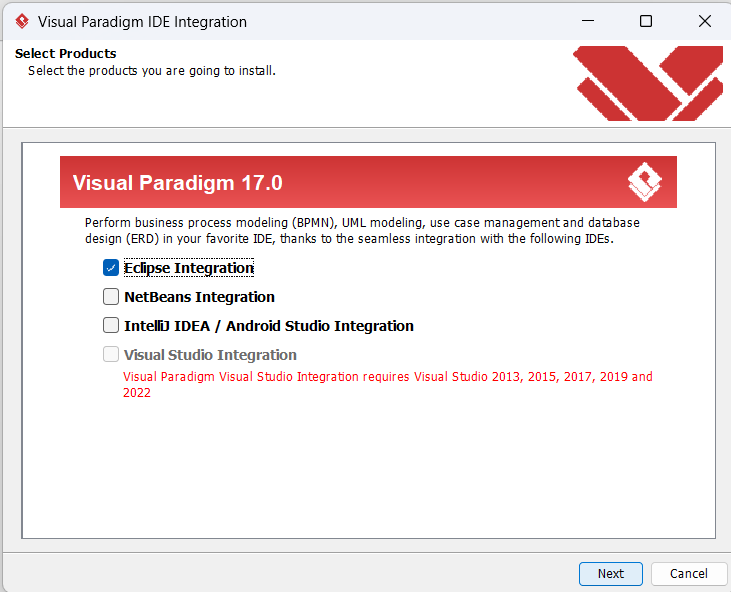 Visual Paradigm IDE Integration
Select Products
Select the products you are going to install.
Visual Paradigm 17.0
Perform business process modeling (BPMN), UML modeling, use case management and database
design (ERD) in your favorite IDE, thanks to the seamless integration with the following IDEs.
Eclipse Integration
NetBeans Integration
IntelliJ IDEA / Android Studio Integration
Visual Studio Integration
Visual Paradigm Visual Studio Integration requires Visual Studio 2013, 2015, 2017, 2019 and
2022
Next
Cancel